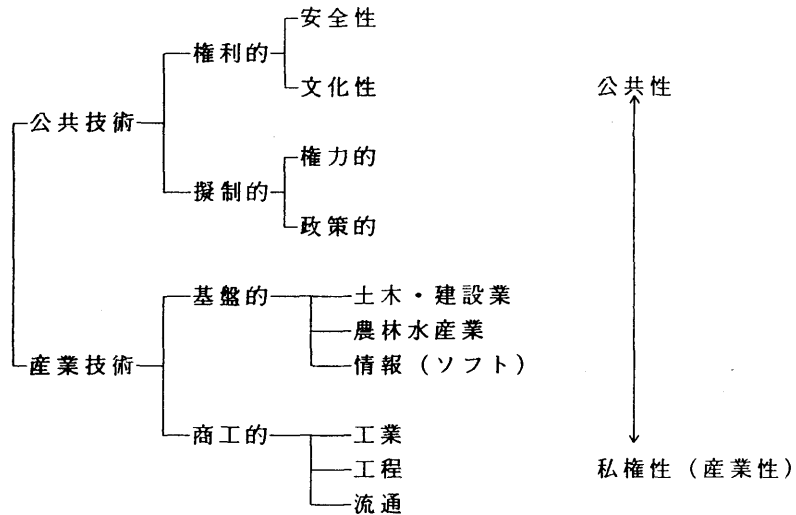 安全性
権利的
文化性
公共性
公共技術
権力的
擬制的
政策的
基盤的
土木・建設業
農林水産業
産業技術
情報（ソフト）
商工的
工業
工程
私権性（産業性）
流通